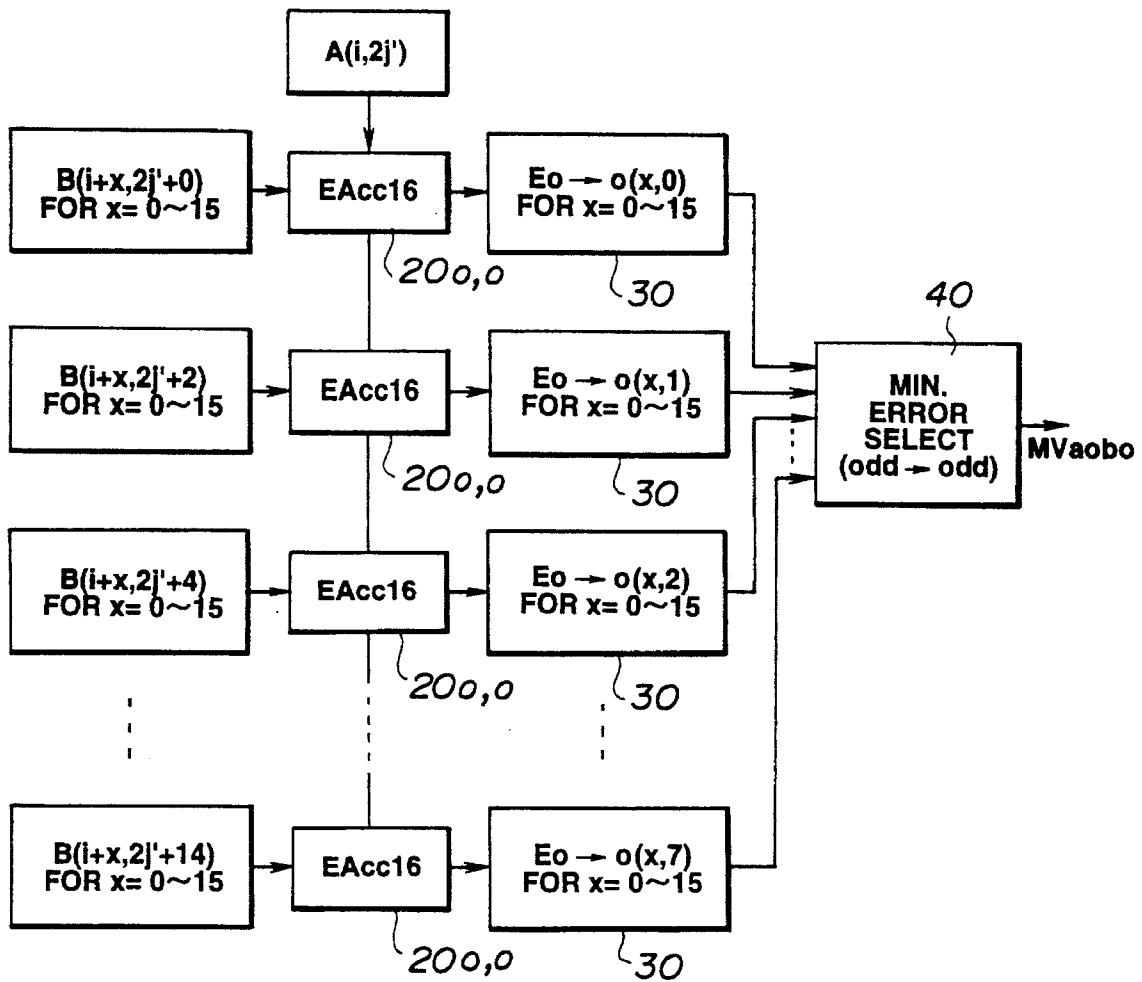 A(i,2j')
B(i+x,2j'+0)
FOR x= 0~15
EAcc16
Eo → o(x,0)
FOR x= 0~15
20o,o
30
40
B(i+x,2j'+2)
FOR x= 0~15
EAcc16
Eo → o(x,1)
FOR x= 0~15
20o,o
30
MIN.
ERROR
SELECT
(odd → odd)
MVaobo
B(i+x,2j'+4)
FOR x= 0~15
EAcc16
Eo → o(x,2)
FOR x= 0~15
20o,o
30
B(i+x,2j'+14)
FOR x= 0~15
EAcc16
Eo → o(x,7)
FOR x= 0~15
20o,o
30